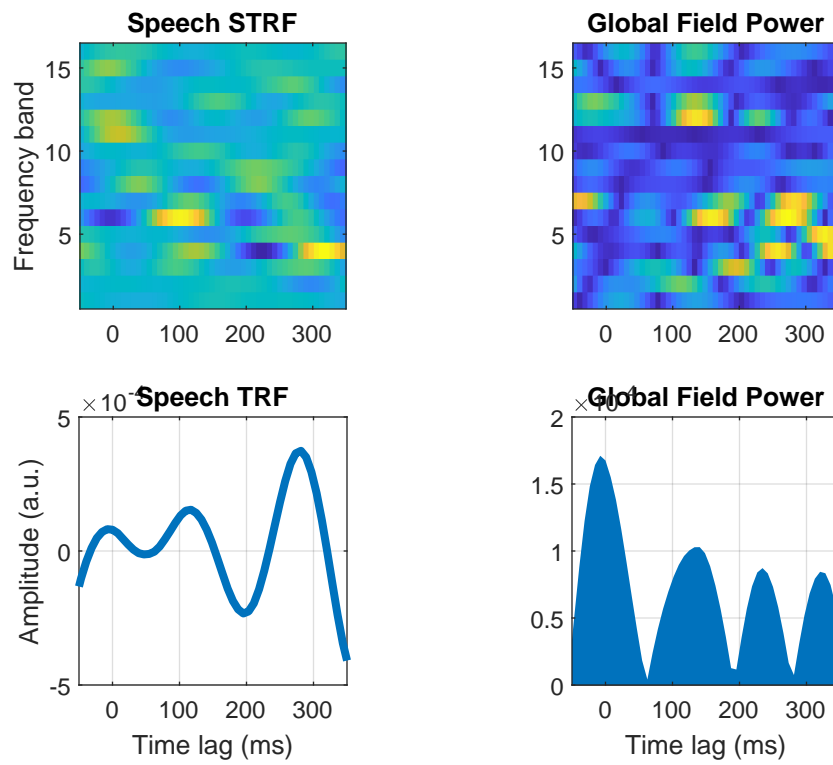 Speech STRF
Frequency band
15
10
5
0 100 200 300
Global Field Power
15
10
5
0 100 200 300
Speech TRF
× 10-4
Amplitude (a.u.)
5
0
-5
0 100 200 300
Time lag (ms)
Global Field Power
2
1.5
1
0.5
0
0 100 200 300
Time lag (ms)